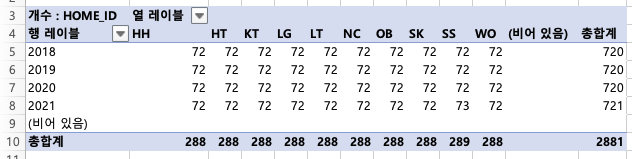 3 개수 : HOME_ID 열 레이블
4 행 레이블 HH HT KT LG LT NC OB SK SS WO (비어 있음) 총합계
5 2018 72 72 72 72 72 72 72 72 72 72 720
6 2019 72 72 72 72 72 72 72 72 72 72 720
7 2020 72 72 72 72 72 72 72 72 72 72 720
8 2021 72 72 72 72 72 72 72 72 73 72 721
9 (비어 있음)
10 총합계 288 288 288 288 288 288 288 288 289 288 2881